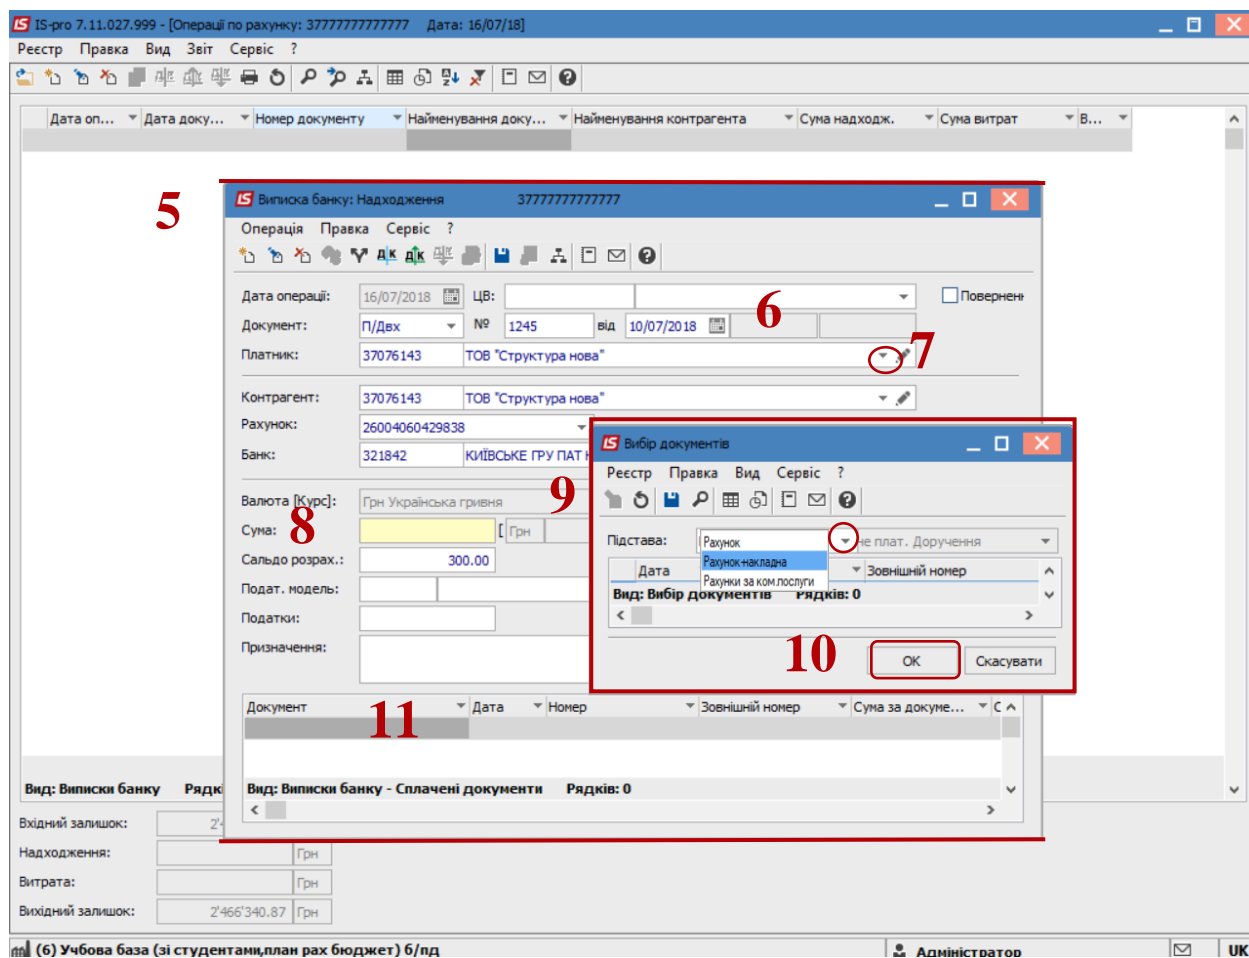 IS-pro 7.11.027.999 - [Операції по рахунку: 37777777777777 Дата: 16/07/18]
Реєстр Правка Вид Звіт Сервіс ?
Дата оп... Дата доку... Номер документу Найменування доку... Найменування контрагента Сума надходж. Сума витрат В...
5
Виписка банку: Надходження 37777777777777
Операція Правка Сервіс ?
Дата операції: 16/07/2018 ЦВ: 6 Поверненн
Документ: П/Двх № 1245 від 10/07/2018
Платник: 37076143 ТОВ "Структура нова" 7
Контрагент: 37076143 ТОВ "Структура нова"
Рахунок: 26004060429838
Банк: 321842 КИЇВСЬКЕ ГРУ ПАТ
Валюта [Курс]: Грн Українська гривня
Сума: 8 [ Грн
Сальдо розрах.: 300.00
Подат. модель:
Податки:
Призначення:
9
Вибір документів
Реєстр Правка Вид Сервіс ?
Підстава: Рахунок не плат. Доручення
Рахунок-накладна
Рахунки за ком.послуги
Дата Зовнішній номер
Вид: Вибір документів Рядків: 0
10 ОК Скасувати
Документ Дата Номер Зовнішній номер Сума за докуме... С
11
Вид: Виписки банку - Сплачені документи Рядків: 0
Вид: Виписки банку Рядкі
Вхідний залишок: 2'4
Надходження: Грн
Витрата: Грн
Вихідний залишок: 2'466'340.87 Грн
(6) Учбова база (зі студентами,план рах бюджет) б/пд Адміністратор UK